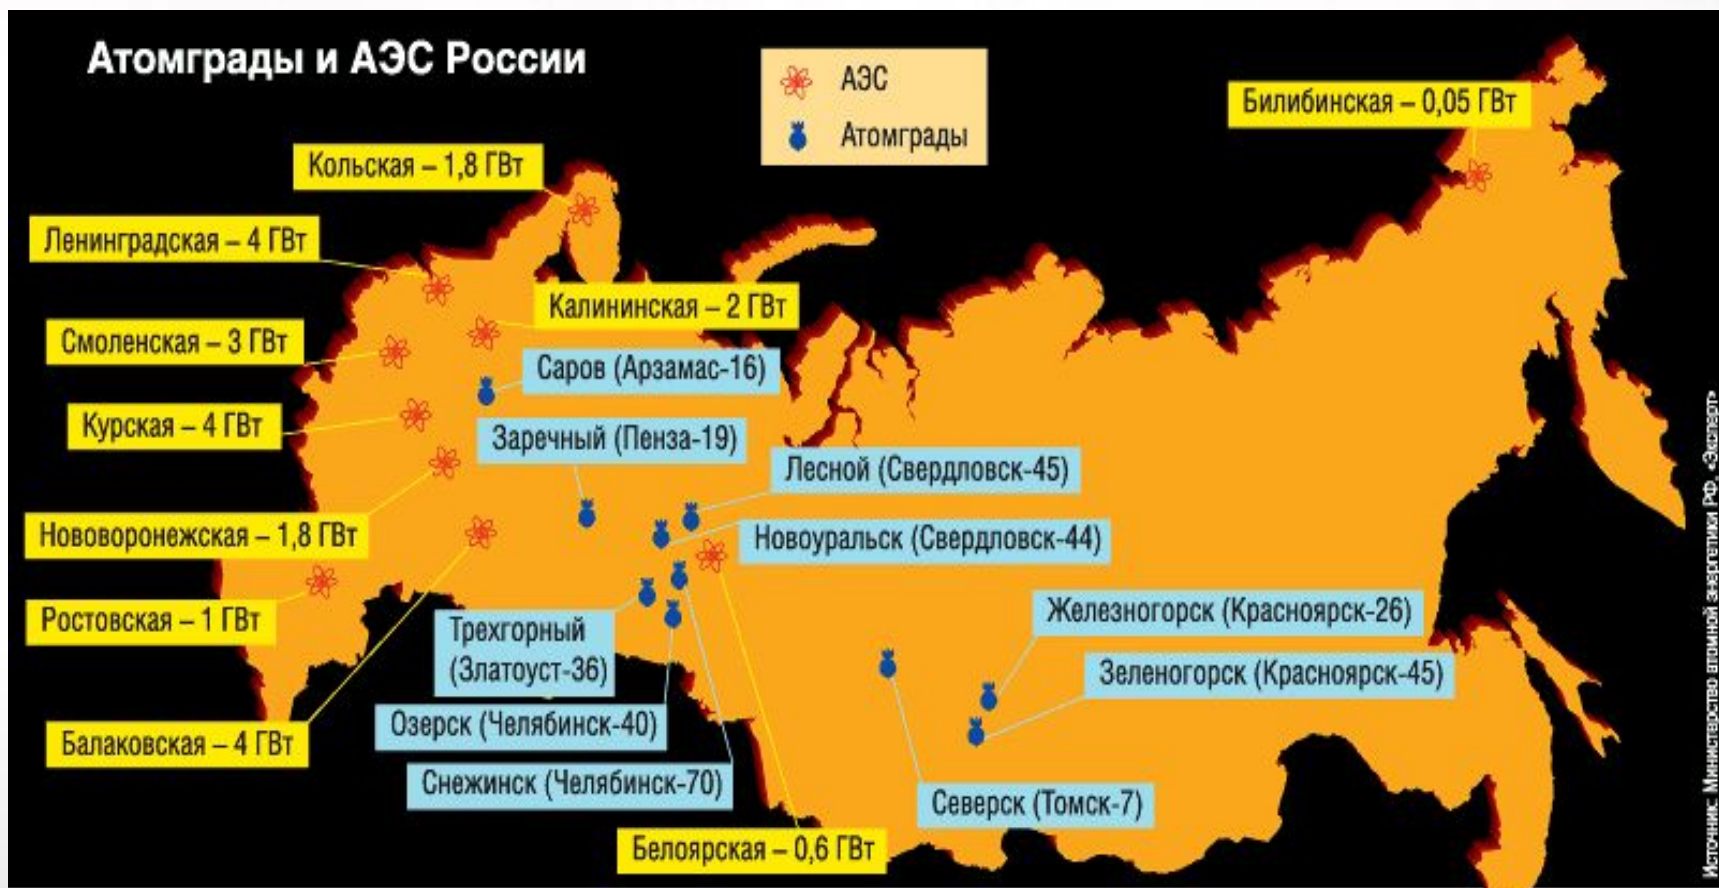 Атомграды и АЭС России
АЭС
Атомграды
Билибинская – 0,05 ГВт
Кольская – 1,8 ГВт
Ленинградская – 4 ГВт
Калининская – 2 ГВт
Смоленская – 3 ГВт
Саров (Арзамас-16)
Курская – 4 ГВт
Заречный (Пенза-19)
Лесной (Свердловск-45)
Нововоронежская – 1,8 ГВт
Новоуральск (Свердловск-44)
Ростовская – 1 ГВт
Трехгорный
(Златоуст-36)
Железногорск (Красноярск-26)
Зеленогорск (Красноярск-45)
Озерск (Челябинск-40)
Балаковская – 4 ГВт
Снежинск (Челябинск-70)
Северск (Томск-7)
Белоярская – 0,6 ГВт
Источник: Министерство атомной энергетики РФ, «Эксперт»